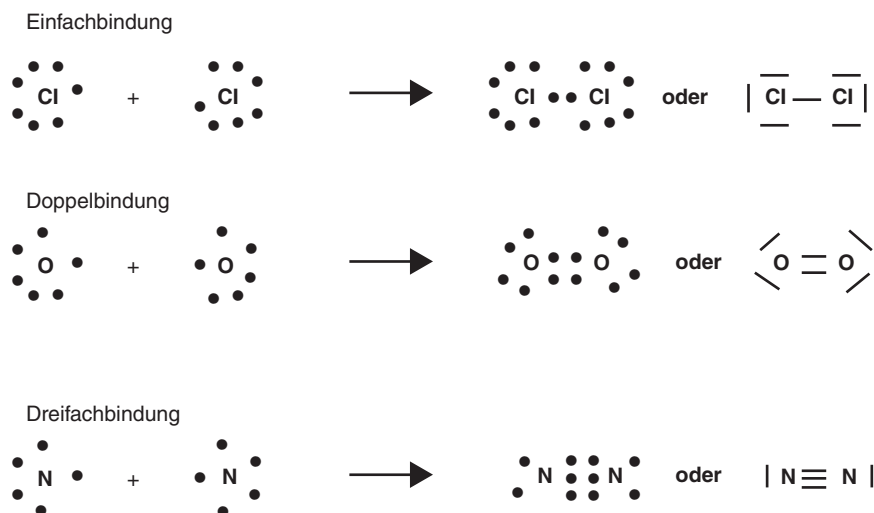 Einfachbindung
Cl + Cl Cl Cl oder Cl Cl
Doppelbindung
O + O O O oder O O
Dreifachbindung
N + N N N oder N N